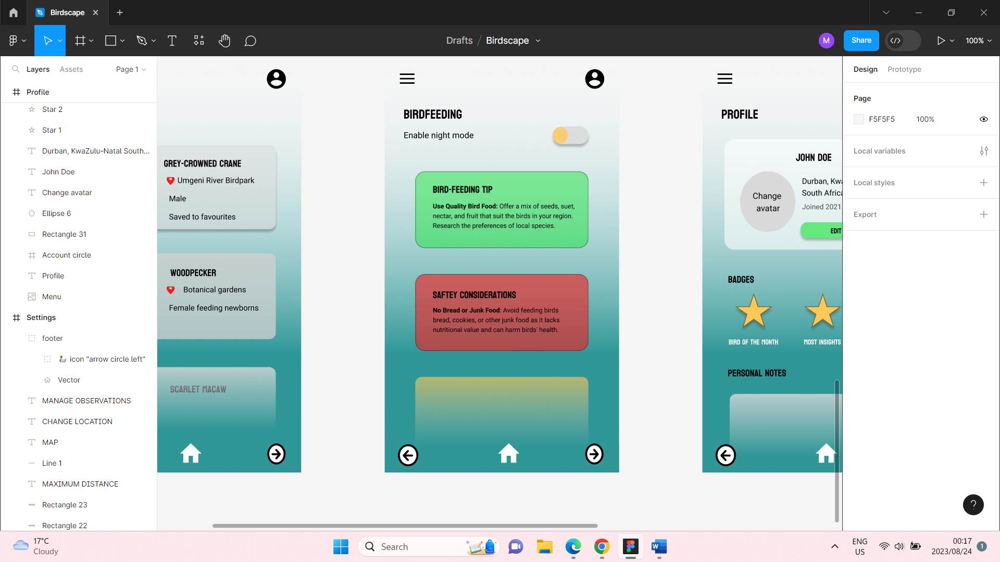 Birdscape
Drafts / Birdscape
M
Share
100%
Layers
Assets
Page 1
Profile
Star 2
Star 1
Durban, KwaZulu-Natal South...
John Doe
Change avatar
Ellipse 6
Rectangle 31
Account circle
Profile
Menu
Settings
footer
icon "arrow circle left"
Vector
MANAGE OBSERVATIONS
CHANGE LOCATION
MAP
Line 1
MAXIMUM DISTANCE
Rectangle 23
Rectangle 22
GREY-CROWNED CRANE
Umgeni River Birdpark
Male
Saved to favourites
WOODPECKER
Botanical gardens
Female feeding newborns
SCARLET MACAW
BIRDFEEDING
Enable night mode
BIRD-FEEDING TIP
Use Quality Bird Food: Offer a mix of seeds, suet,
nectar, and fruit that suit the birds in your region.
Research the preferences of local species.
SAFTEY CONSIDERATIONS
No Bread or Junk Food: Avoid feeding birds
bread, cookies, or other junk food as it lacks
nutritional value and can harm birds' health.
PROFILE
JOHN DOE
Change
avatar
Durban, Kwa
South Africa
Joined 2021
EDIT
BADGES
BIRD OF THE MONTH
MOST INSIGHTS
PERSONAL NOTES
Design
Prototype
Page
F5F5F5
100%
Local variables
Local styles
Export
?
17°C
Cloudy
Search
W
ENG
US
00:17
2023/08/24
1